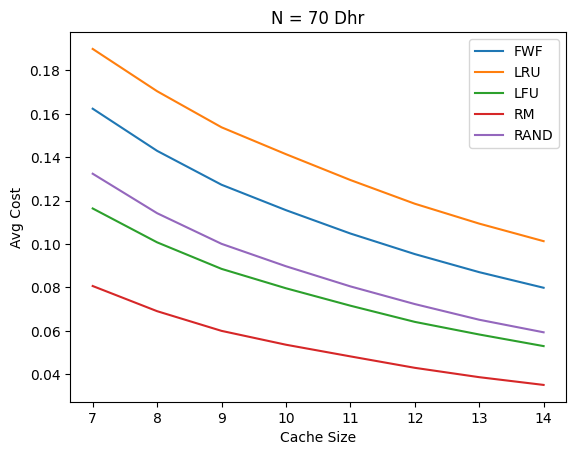 N = 70 Dhr
FWF
LRU
LFU
RM
RAND
Avg Cost
0.18
0.16
0.14
0.12
0.10
0.08
0.06
0.04
7 8 9 10 11 12 13 14
Cache Size